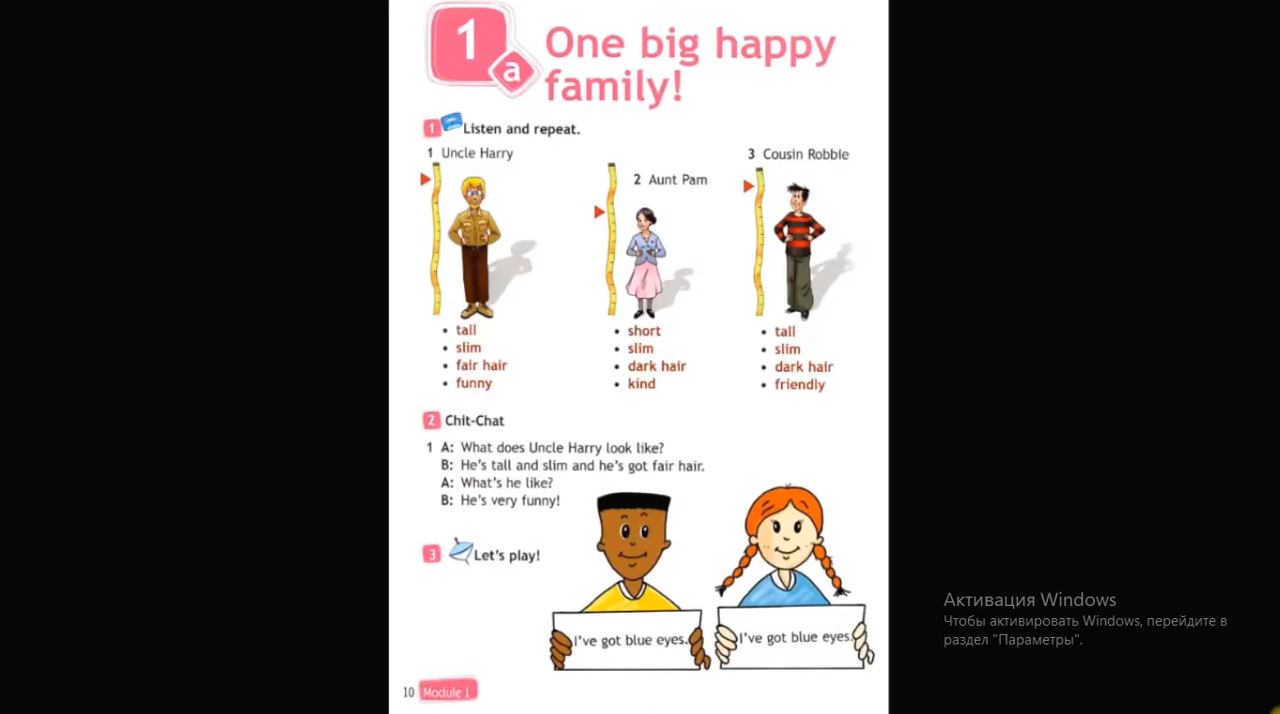 1
a
One big happy
family!
1 Listen and repeat.
1 Uncle Harry
2 Aunt Pam
3 Cousin Robbie
• tall
• slim
• fair hair
• funny
• short
• slim
• dark hair
• kind
• tall
• slim
• dark hair
• friendly
2 Chit-Chat
1 A: What does Uncle Harry look like?
B: He's tall and slim and he's got fair hair.
A: What's he like?
B: He's very funny!
3 Let's play!
I've got blue eyes.
I've got blue eyes.
10 Module 1
Активация Windows
Чтобы активировать Windows, перейдите в
раздел "Параметры".